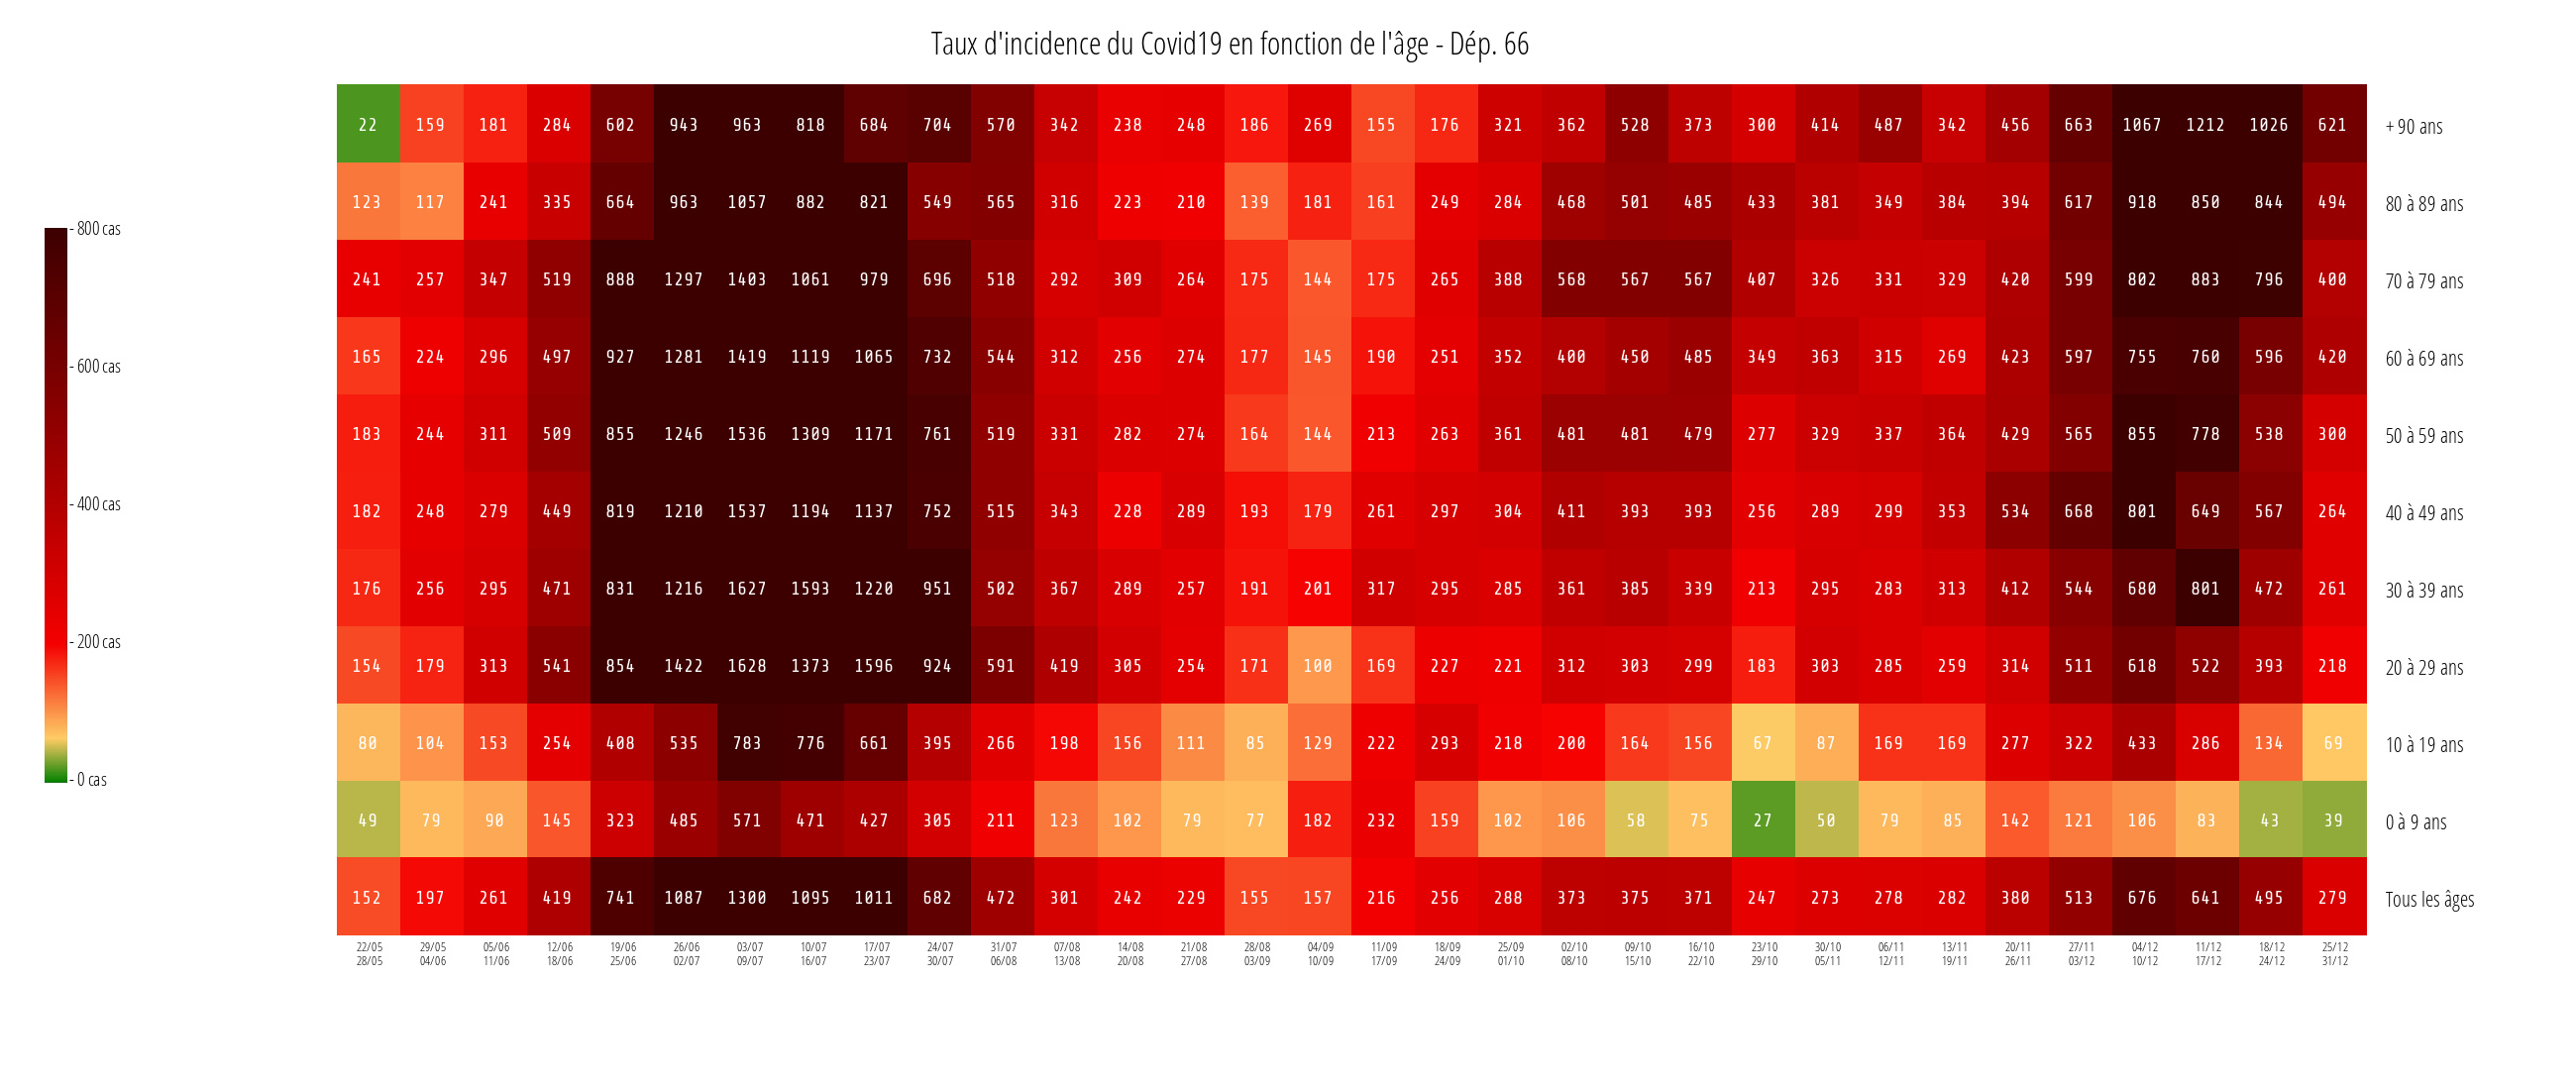 Taux d'incidence du Covid19 en fonction de l'âge - Dép. 66
- 800 cas
- 600 cas
- 400 cas
- 200 cas
- 0 cas
22 159 181 284 602 943 963 818 684 704 570 342 238 248 186 269 155 176 321 362 528 373 300 414 487 342 456 663 1067 1212 1026 621 + 90 ans
123 117 241 335 664 963 1057 882 821 549 565 316 223 210 139 181 161 249 284 468 501 485 433 381 349 384 394 617 918 850 844 494 80 à 89 ans
241 257 347 519 888 1297 1403 1061 979 696 518 292 309 264 175 144 175 265 388 568 567 567 407 326 331 329 420 599 802 883 796 400 70 à 79 ans
165 224 296 497 927 1281 1419 1119 1065 732 544 312 256 274 177 145 190 251 352 400 450 485 349 363 315 269 423 597 755 760 596 420 60 à 69 ans
183 244 311 509 855 1246 1536 1309 1171 761 519 331 282 274 164 144 213 263 361 481 481 479 277 329 337 364 429 565 855 778 538 300 50 à 59 ans
182 248 279 449 819 1210 1537 1194 1137 752 515 343 228 289 193 179 261 297 304 411 393 393 256 289 299 353 534 668 801 649 567 264 40 à 49 ans
176 256 295 471 831 1216 1627 1593 1220 951 502 367 289 257 191 201 317 295 285 361 385 339 213 295 283 313 412 544 680 801 472 261 30 à 39 ans
154 179 313 541 854 1422 1628 1373 1596 924 591 419 305 254 171 100 169 227 221 312 303 299 183 303 285 259 314 511 618 522 393 218 20 à 29 ans
80 104 153 254 408 535 783 776 661 395 266 198 156 111 85 129 222 293 218 200 164 156 67 87 169 169 277 322 433 286 134 69 10 à 19 ans
49 79 90 145 323 485 571 471 427 305 211 123 102 79 77 182 232 159 102 106 58 75 27 50 79 85 142 121 106 83 43 39 0 à 9 ans
152 197 261 419 741 1087 1300 1095 1011 682 472 301 242 229 155 157 216 256 288 373 375 371 247 273 278 282 380 513 676 641 495 279 Tous les âges
22/05 29/05 05/06 12/06 19/06 26/06 03/07 10/07 17/07 24/07 31/07 07/08 14/08 21/08 28/08 04/09 11/09 18/09 25/09 02/10 09/10 16/10 23/10 30/10 06/11 13/11 20/11 27/11 04/12 11/12 18/12 25/12
28/05 04/06 11/06 18/06 25/06 02/07 09/07 16/07 23/07 30/07 06/08 13/08 20/08 27/08 03/09 10/09 17/09 24/09 01/10 08/10 15/10 22/10 29/10 05/11 12/11 19/11 26/11 03/12 10/12 17/12 24/12 31/12